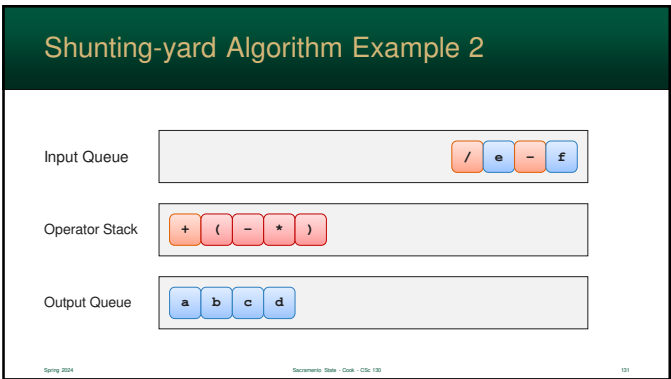 Shunting-yard Algorithm Example 2
Input Queue / e – f
Operator Stack + ( – * )
Output Queue a b c d
Spring 2024 Sacramento State - Cook - CSc 130 131